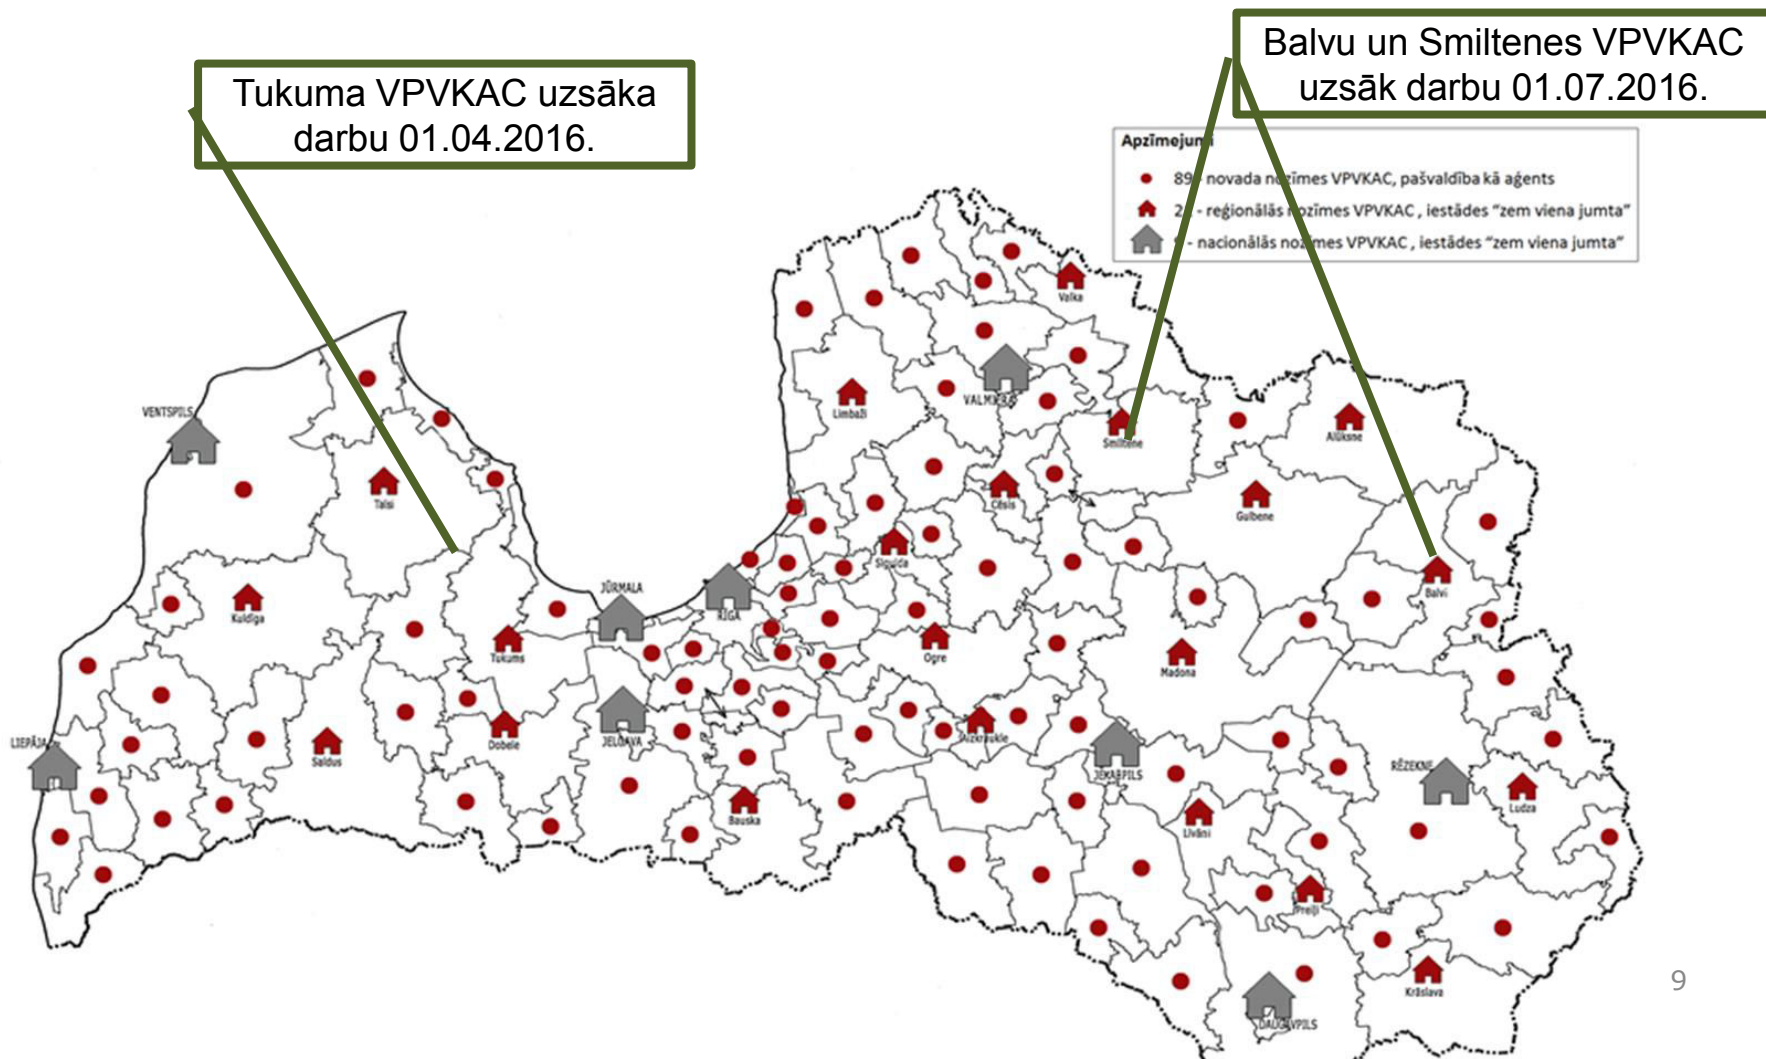 Balvu un Smiltenes VPVKAC
uzsāk darbu 01.07.2016.
Tukuma VPVKAC uzsāka
darbu 01.04.2016.
Apzīmejumi
89 - novada nozīmes VPVKAC, pašvaldība kā aģents
- reģionālās nozīmes VPVKAC , iestādes “zem viena jumta”
9 - nacionālās nozīmes VPVKAC , iestādes “zem viena jumta”
Valka
VALMIERA
Limbaži
VENTSPILS
Smiltene
Alūksne
Talsi
Cēsis
Gulbene
Sigulda
JŪRMALA
RĪGA
Balvi
Kuldīga
Tukums
Ogre
Madona
LIEPĀJA
Saldus
Dobele
JELGAVA
Aizkraukle
JĒKABPILS
RĒZEKNE
Ludza
Bauska
Līvāni
Preiļi
Krāslava
DAUGAVPILS
9